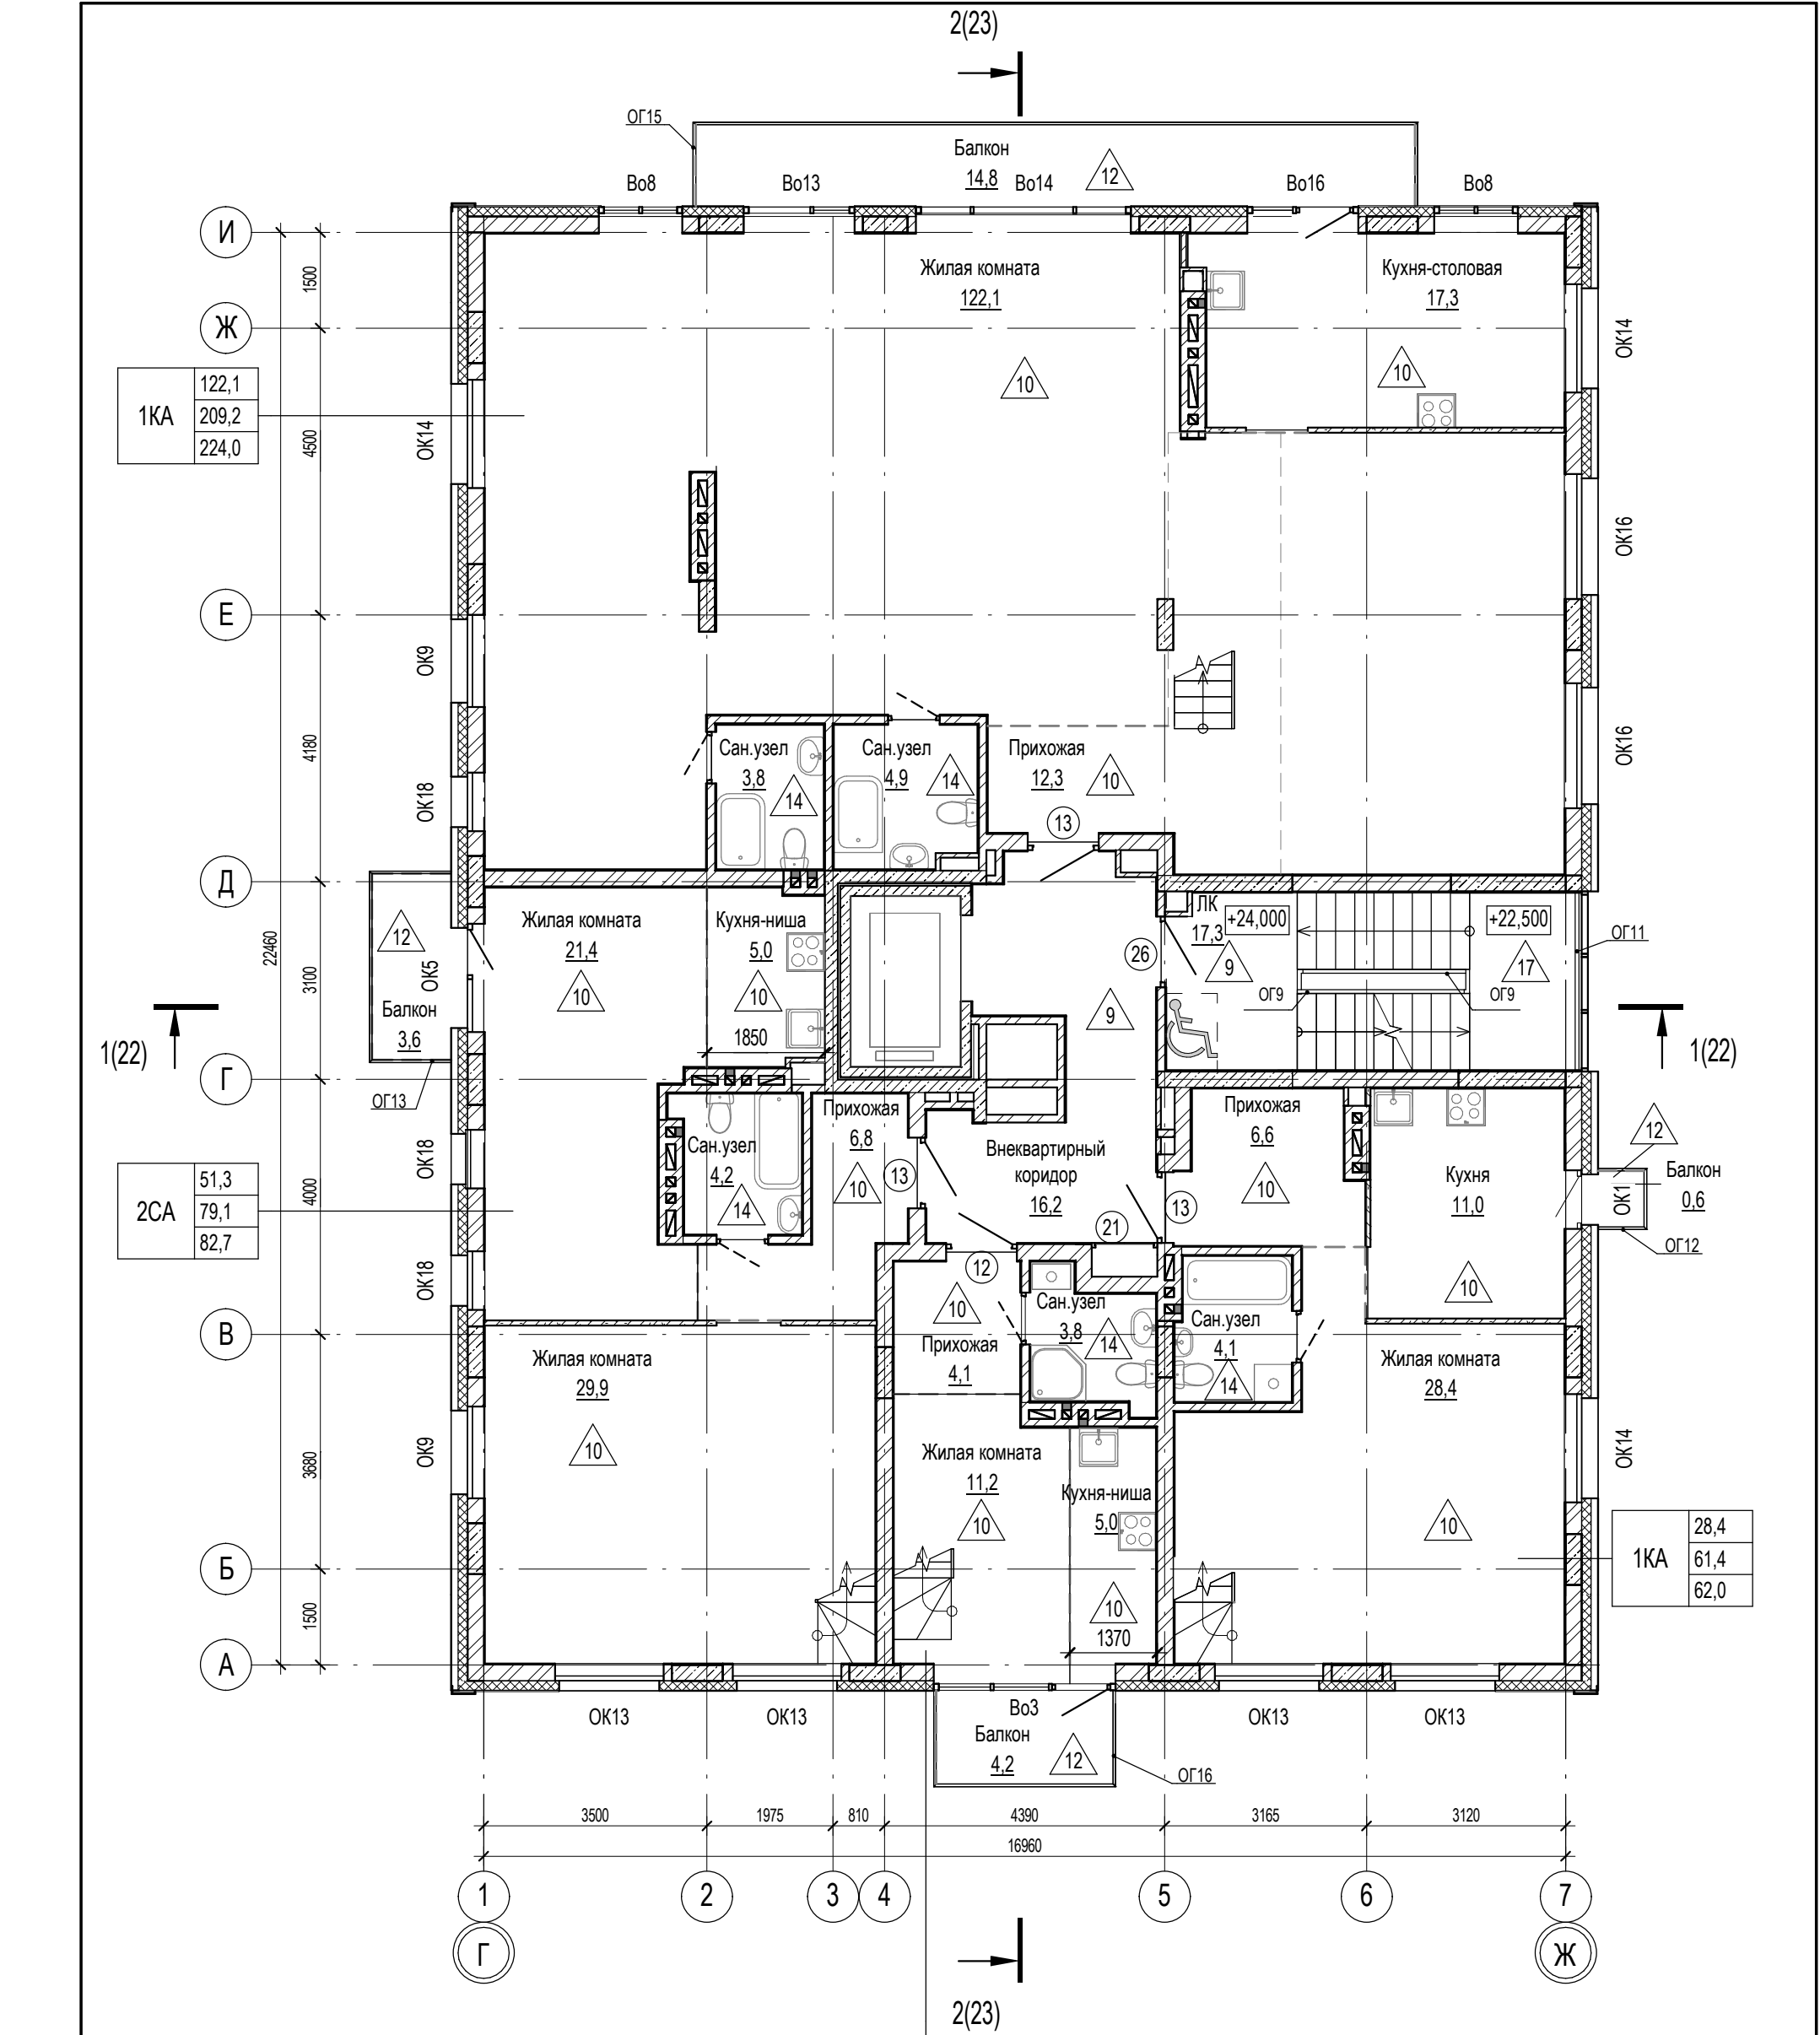 2(23)
ОГ15
Балкон
14,8
12
Во8
Во13
Во14
Во16
Во8
И
Жилая комната
122,1
10
Кухня-столовая
17,3
10
1500
Ж
ОК14
1КА
122,1
209,2
224,0
4500
ОК14
ОК16
Е
ОК9
4180
Сан.узел
3,8
14
Сан.узел
4,9
14
Прихожая
12,3
10
ОК16
ОК18
13
Д
22460
12
Балкон
3,6
ОК5
Жилая комната
21,4
10
Кухня-ниша
5,0
10
1850
26
ЛК
17,3
9
+24,000
+22,500
17
ОГ11
ОГ9
ОГ9
9
3100
1(22)
1(22)
Г
ОГ13
Прихожая
6,8
10
Сан.узел
4,2
14
13
Внеквартирный
коридор
16,2
Прихожая
6,6
10
13
21
Кухня
11,0
10
12
ОК1
Балкон
0,6
ОГ12
ОК18
2СА
51,3
79,1
82,7
4000
ОК18
12
10
Прихожая
4,1
Сан.узел
3,8
14
Сан.узел
4,1
14
В
Жилая комната
29,9
10
Жилая комната
28,4
10
ОК9
3680
Жилая комната
11,2
10
Кухня-ниша
5,0
10
1370
ОК14
1КА
28,4
61,4
62,0
Б
1500
А
ОК13
ОК13
Во3
Балкон
4,2
12
ОК13
ОК13
ОГ16
3500
1975
810
4390
3165
3120
16960
1
2
3
4
5
6
7
Г
Ж
2(23)